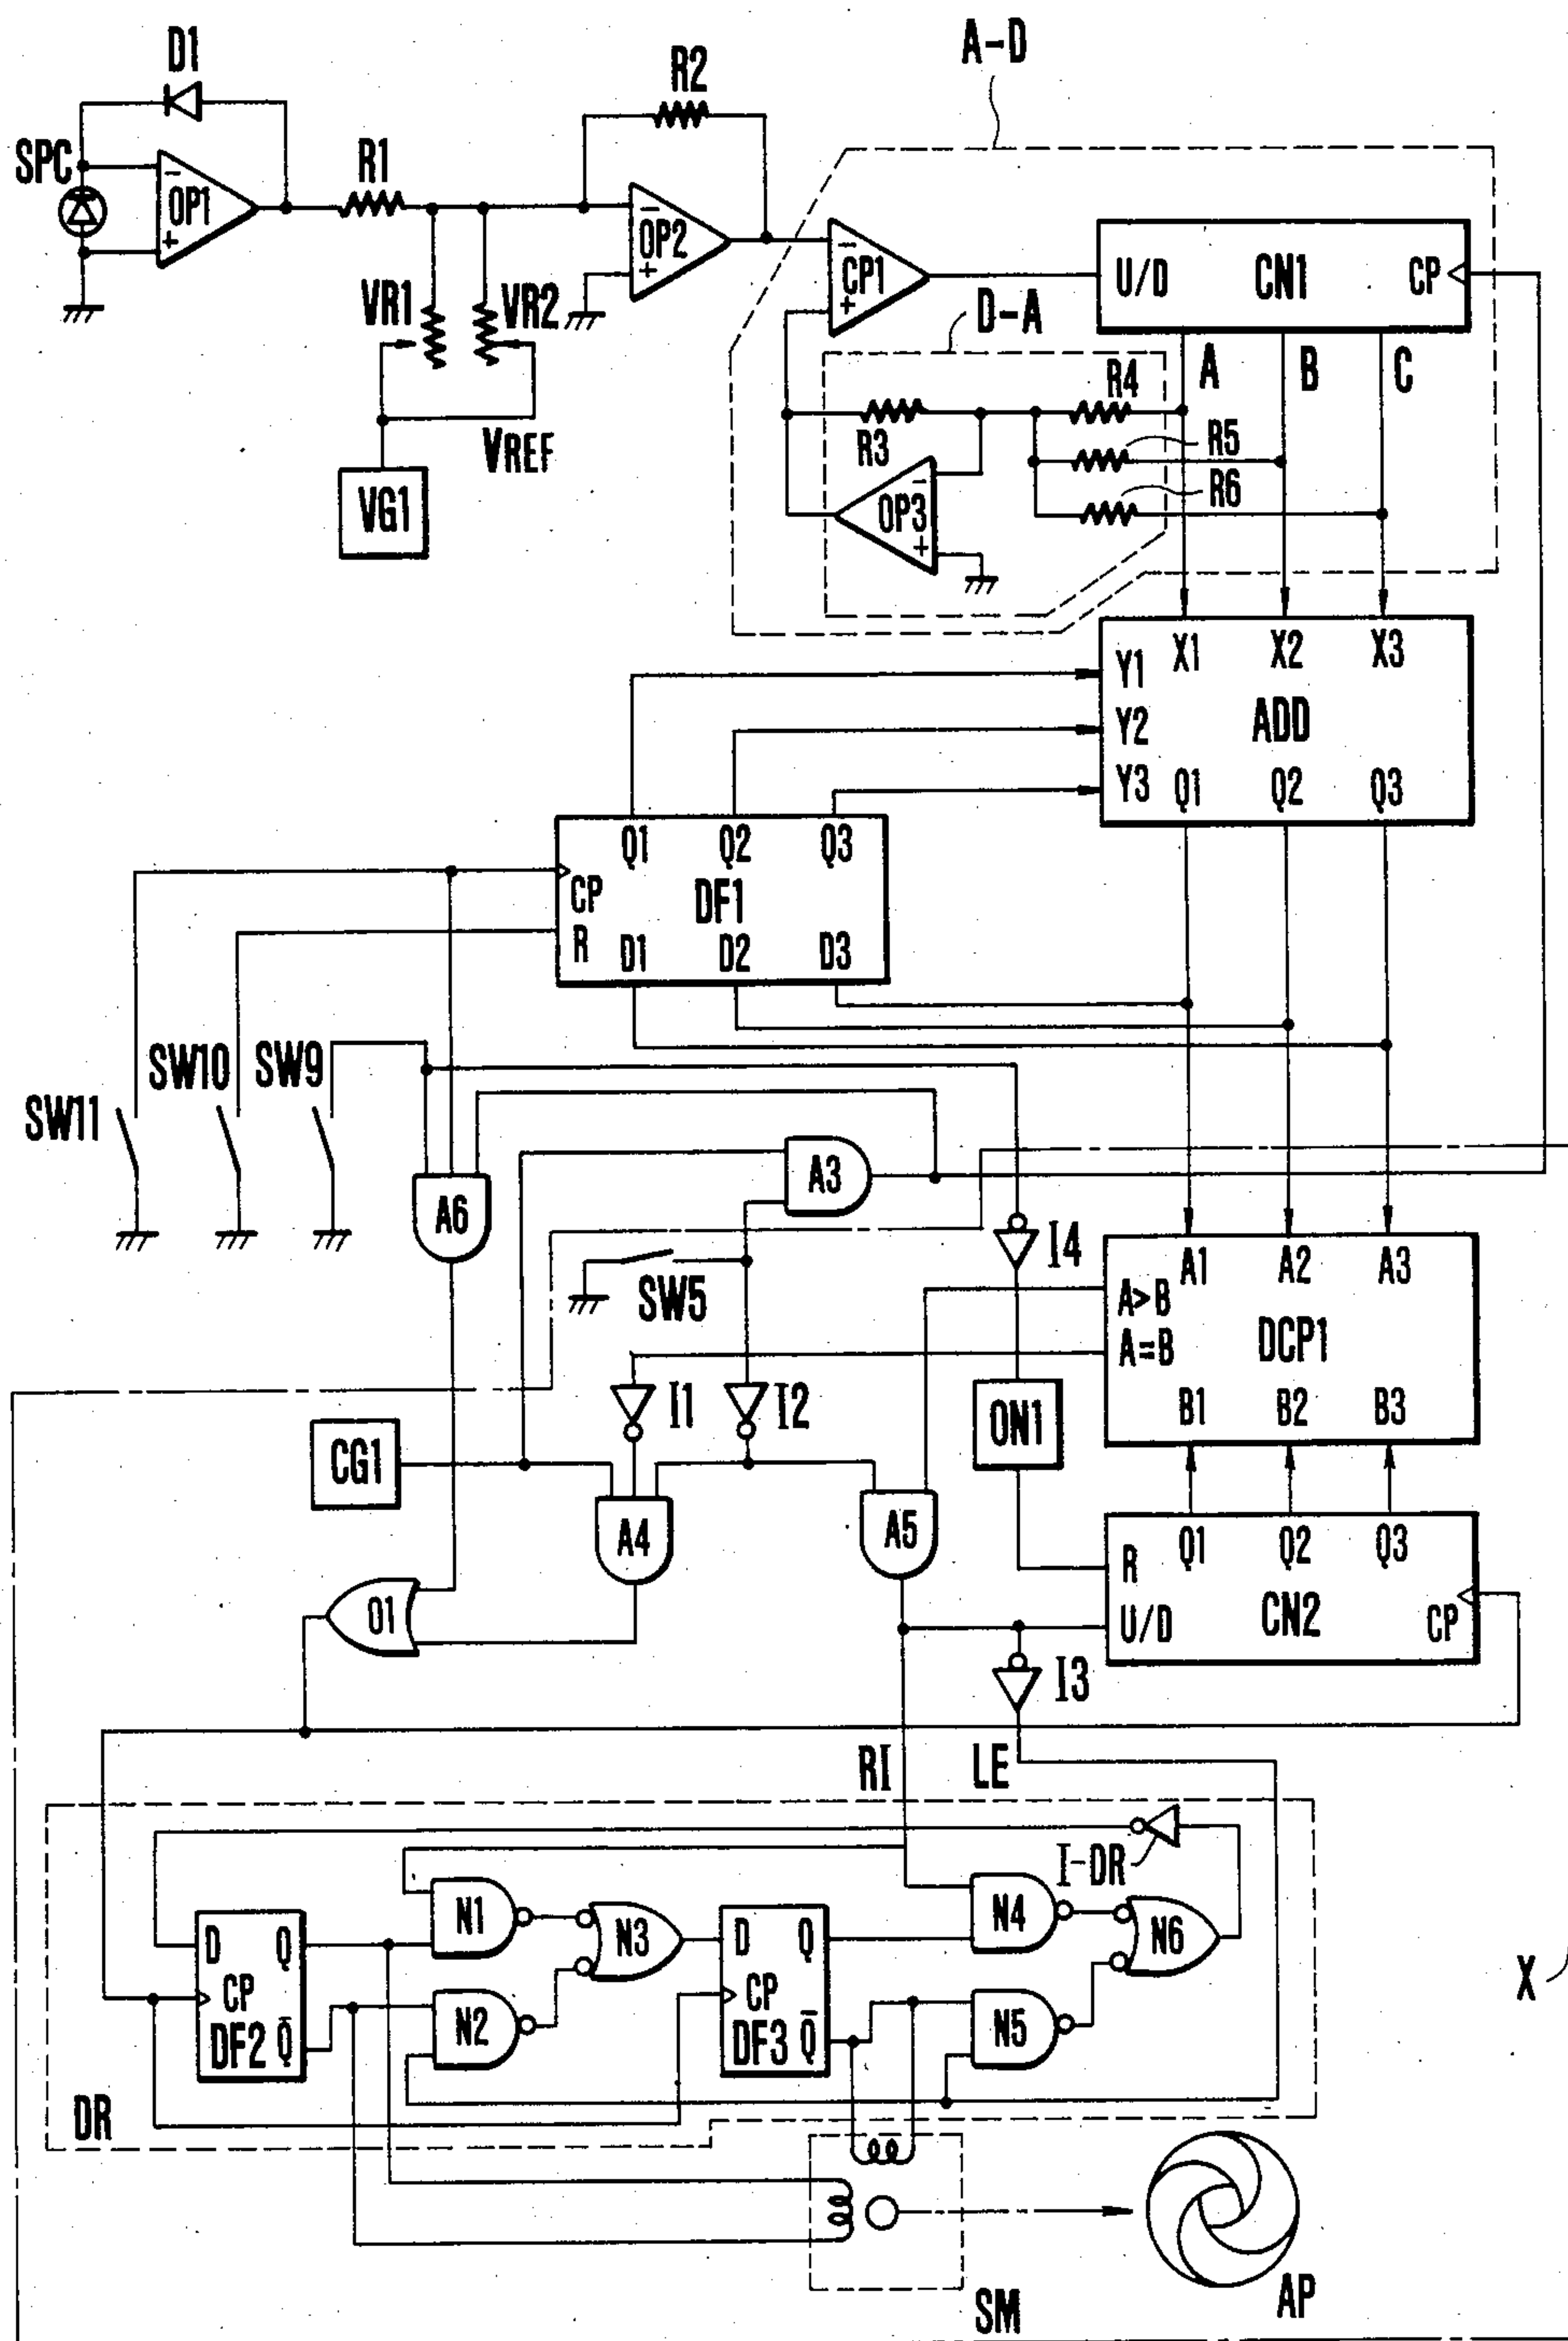 D1
R2
A-D
SPC
R1
-
OP1
+
-
OP2
+
-
CP1
+
U/D
CN1
CP
VR1
VR2
D-A
A
B
C
R4
R3
R5
VREF
R6
VG1
-
OP3
+
X1
X2
X3
Y1
ADD
Y2
Y3
Q1
Q2
Q3
Q1
Q2
Q3
CP
DF1
R
D1
D2
D3
SW11
SW10
SW9
A3
A6
I4
SW5
A1
A2
A3
A>B
DCP1
A=B
I1
I2
B1
B2
B3
CG1
ON1
A4
A5
Q1
Q2
Q3
R
O1
U/D
CN2
CP
I3
RI
LE
I-DR
N1
N3
N4
N6
D
Q
D
Q
CP
CP
X
N2
N5
DF2
Q̄
DF3
Q̄
DR
SM
AP